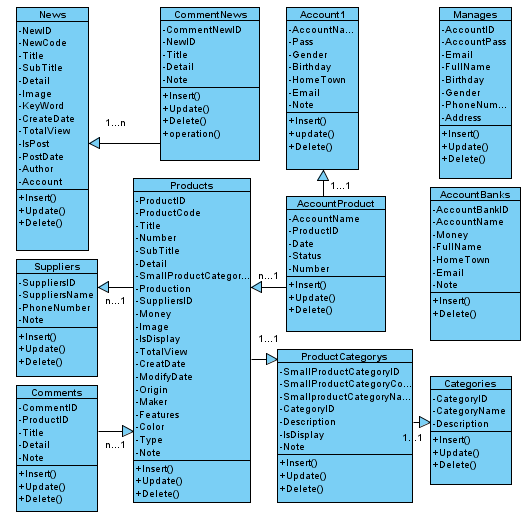 News
-NewID
-NewCode
-Title
-SubTitle
-Detail
-Image
-KeyWord
-CreateDate
-TotalView
-IsPost
-PostDate
-Author
-Account
+Insert()
+Update()
+Delete()
CommentNews
-CommentNewID
-NewID
-Title
-Detail
-Note
+Insert()
+Update()
+Delete()
+operation()
1...n
Account1
-AccountNa...
-Pass
-Gender
-Birthday
-HomeTown
-Email
-Note
+Insert()
+update()
+Delete()
Manages
-AccountID
-AccountPass
-Email
-FullName
-Birthday
-Gender
-PhoneNum...
-Address
+Insert()
+Update()
+Delete()
1...1
Products
-ProductID
-ProductCode
-Title
-Number
-SubTitle
-Detail
-SmallProductCategor...
-Production
-SuppliersID
-Money
-Image
-IsDisplay
-TotalView
-CreatDate
-ModifyDate
-Origin
-Maker
-Features
-Color
-Type
-Note
+Insert()
+Update()
+Delete()
AccountProduct
-AccountName
-ProductID
-Date
-Status
-Number
+Insert()
+Update()
+Delete()
n...1
AccountBanks
-AccountBankID
-AccountName
-Money
-FullName
-HomeTown
-Email
-Note
+Insert()
+Update()
+Delete()
Suppliers
-SuppliersID
-SuppliersName
-PhoneNumber
-Note
+Insert()
+Update()
+Delete()
n...1
1...1
ProductCategorys
-SmallProductCategoryID
-SmallProductCategoryCo...
-SmallproductCategoryNa...
-CategoryID
-Description
-IsDisplay
-Note
+Insert()
+Update()
+Delete()
1...1
Categories
-CategoryID
-CategoryName
-Description
+Insert()
+Update()
+Delete()
Comments
-CommentID
-ProductID
-Title
-Detail
-Note
+Insert()
+Update()
+Delete()
n...1